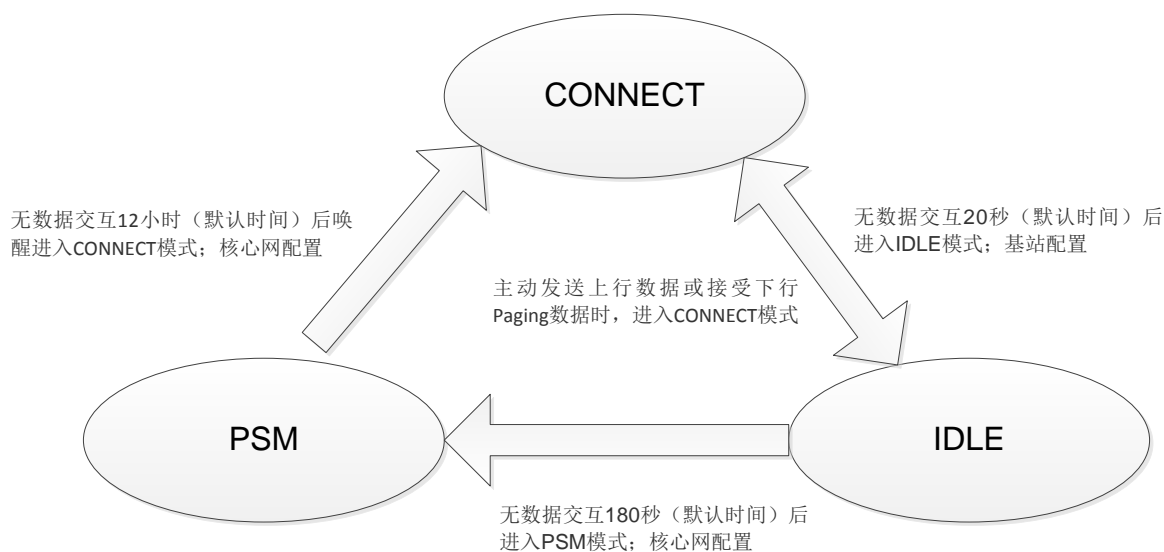 CONNECT
无数据交互12小时（默认时间）后唤
醒进入CONNECT模式；核心网配置
无数据交互20秒（默认时间）后
进入IDLE模式；基站配置
主动发送上行数据或接受下行
Paging数据时，进入CONNECT模式
PSM
IDLE
无数据交互180秒（默认时间）后
进入PSM模式；核心网配置